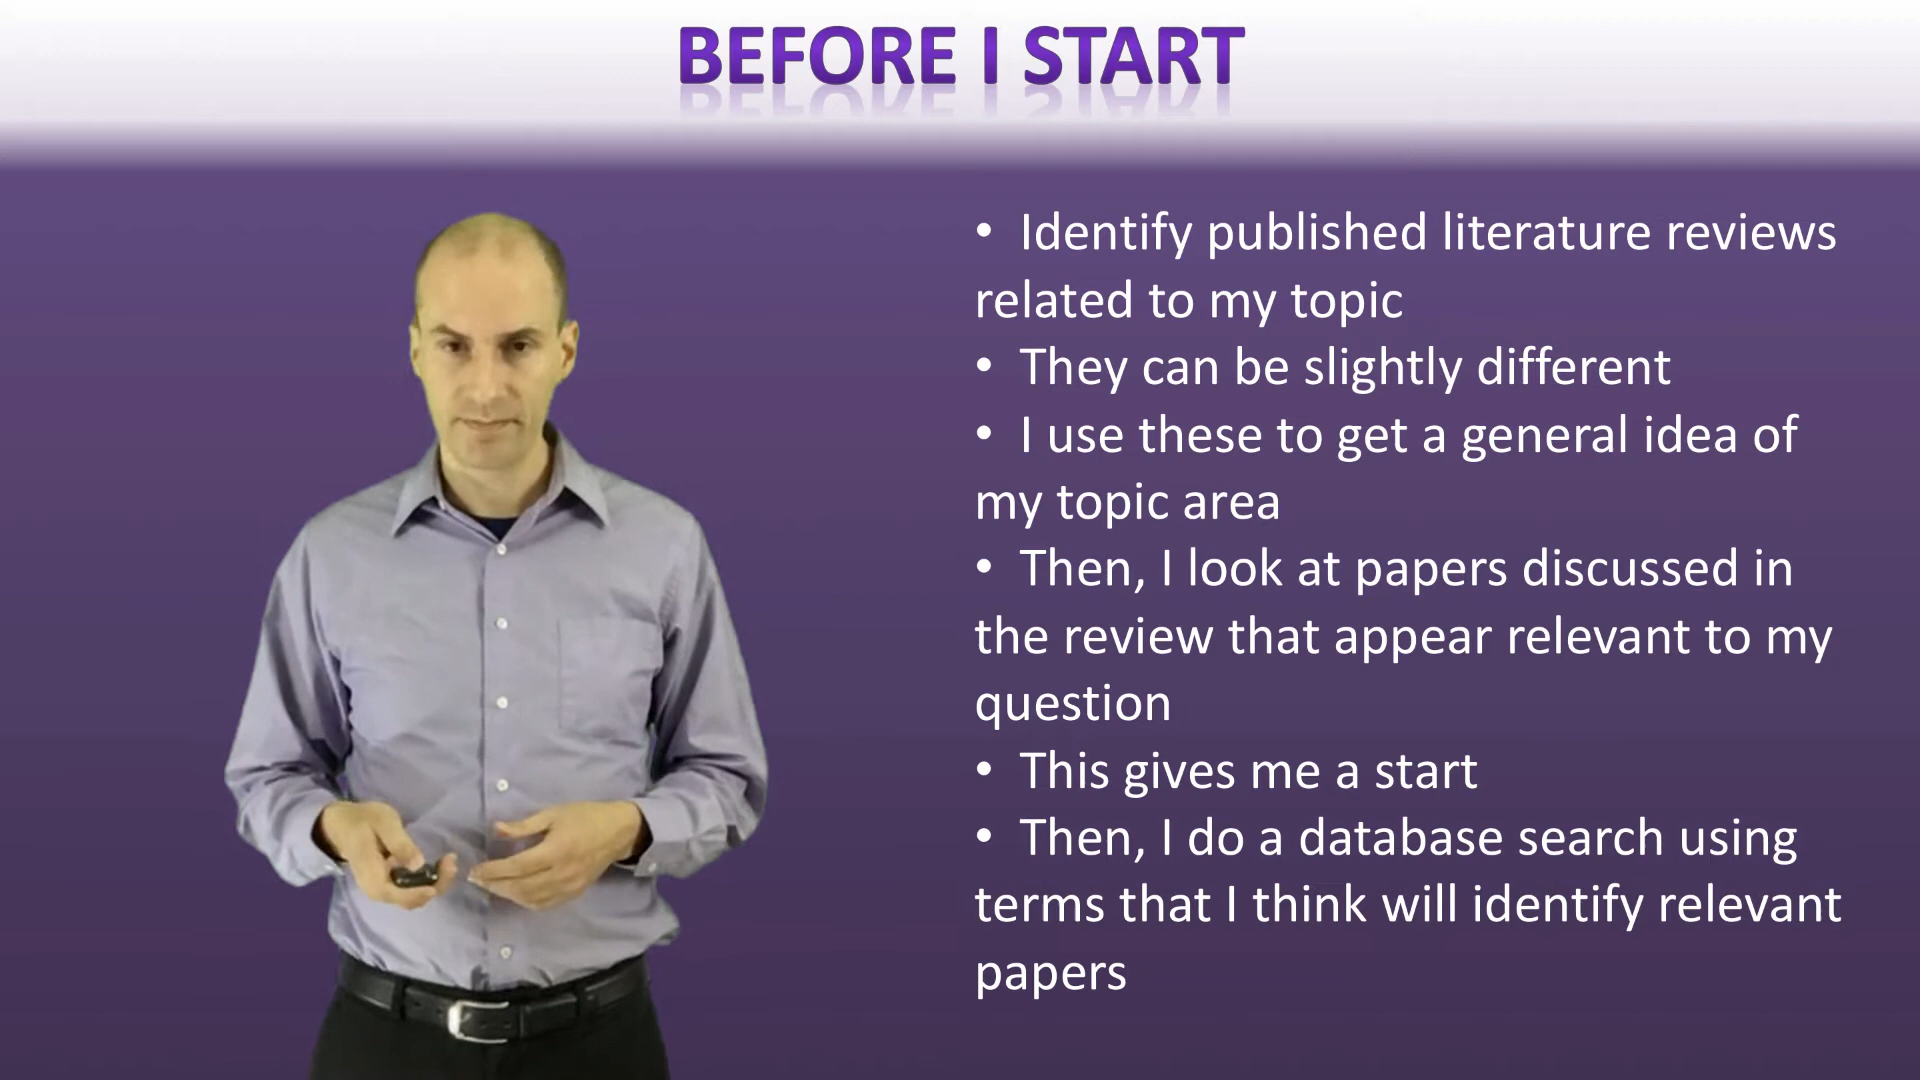 BEFORE I START
• Identify published literature reviews
related to my topic
• They can be slightly different
• I use these to get a general idea of
my topic area
• Then, I look at papers discussed in
the review that appear relevant to my
question
• This gives me a start
• Then, I do a database search using
terms that I think will identify relevant
papers